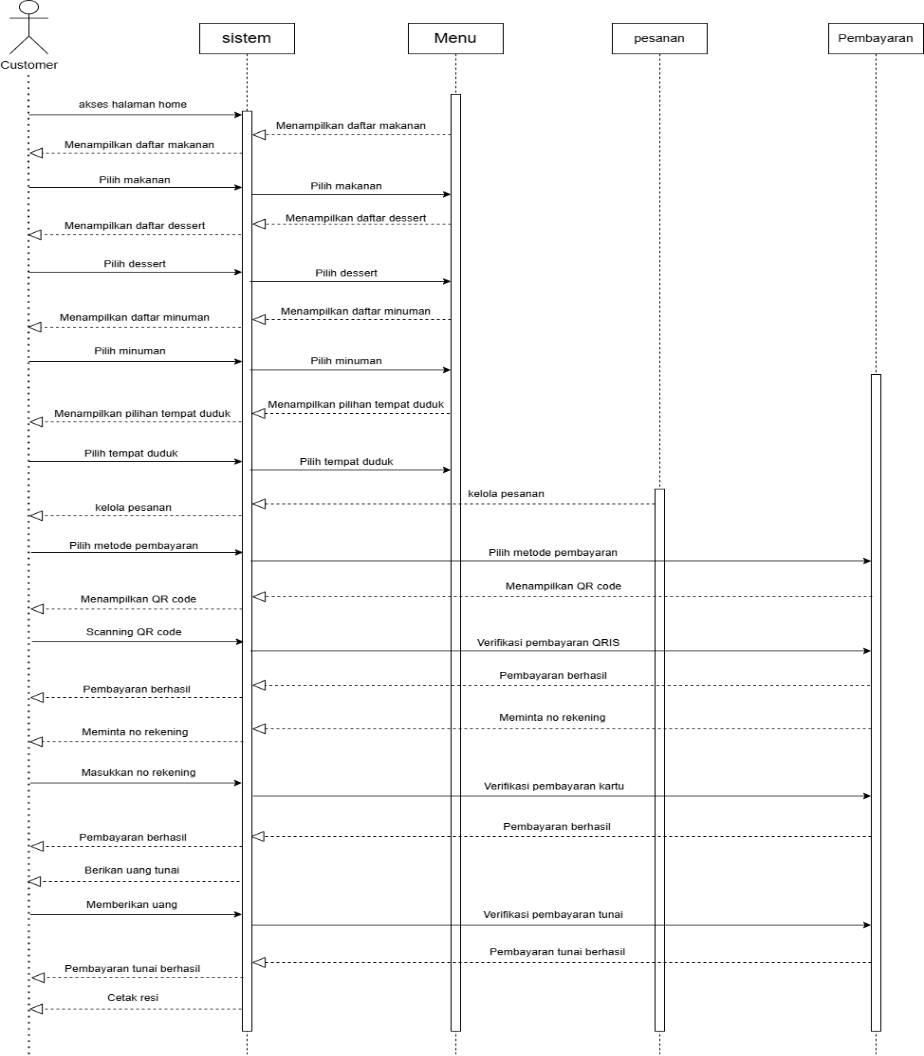 Customer
sistem
Menu
pesanan
Pembayaran
akses halaman home
Menampilkan daftar makanan
Menampilkan daftar makanan
Pilih makanan
Pilih makanan
Menampilkan daftar dessert
Menampilkan daftar dessert
Pilih dessert
Pilih dessert
Menampilkan daftar minuman
Menampilkan daftar minuman
Pilih minuman
Pilih minuman
Menampilkan pilihan tempat duduk
Menampilkan pilihan tempat duduk
Pilih tempat duduk
Pilih tempat duduk
kelola pesanan
kelola pesanan
Pilih metode pembayaran
Pilih metode pembayaran
Menampilkan QR code
Menampilkan QR code
Scanning QR code
Verifikasi pembayaran QRIS
Pembayaran berhasil
Pembayaran berhasil
Meminta no rekening
Meminta no rekening
Masukkan no rekening
Verifikasi pembayaran kartu
Pembayaran berhasil
Pembayaran berhasil
Berikan uang tunai
Memberikan uang
Verifikasi pembayaran tunai
Pembayaran tunai berhasil
Pembayaran tunai berhasil
Cetak resi